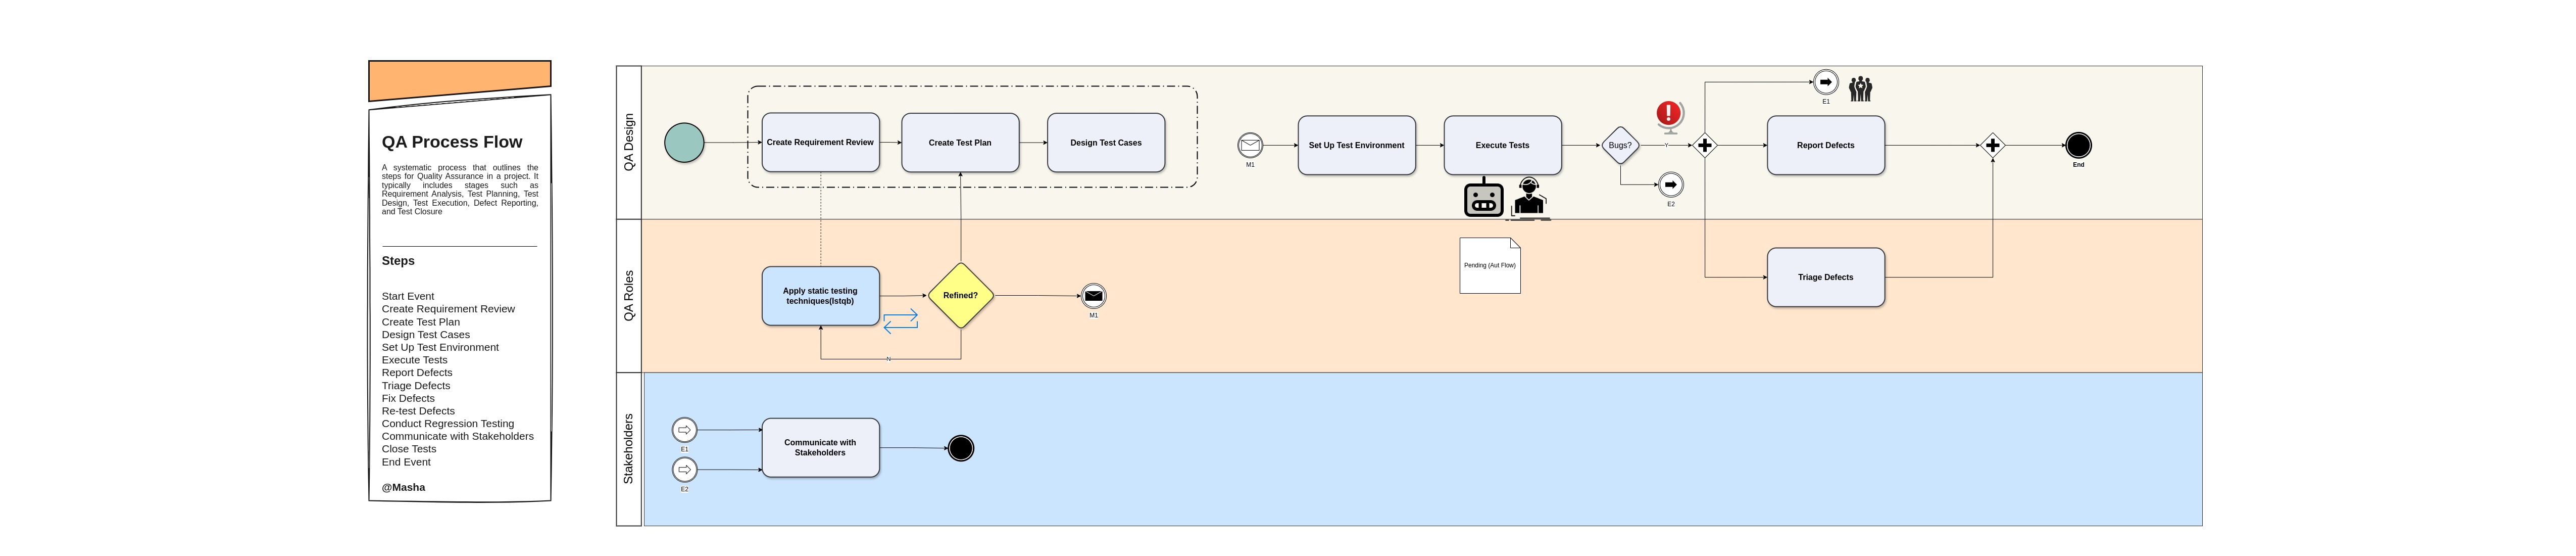 QA Process Flow
A systematic process that outlines the
steps for Quality Assurance in a project. It
typically includes stages such as
Requirement Analysis, Test Planning, Test
Design, Test Execution, Defect Reporting,
and Test Closure
Steps
Start Event
Create Requirement Review
Create Test Plan
Design Test Cases
Set Up Test Environment
Execute Tests
Report Defects
Triage Defects
Fix Defects
Re-test Defects
Conduct Regression Testing
Communicate with Stakeholders
Close Tests
End Event
@Masha
QA Design
Create Requirement Review
Create Test Plan
Design Test Cases
M1
Set Up Test Environment
Execute Tests
Bugs?
Y
E1
E2
Report Defects
End
QA Roles
Apply static testing
techniques(Istqb)
Refined?
N
M1
Pending (Aut Flow)
Triage Defects
Stakeholders
E1
E2
Communicate with
Stakeholders